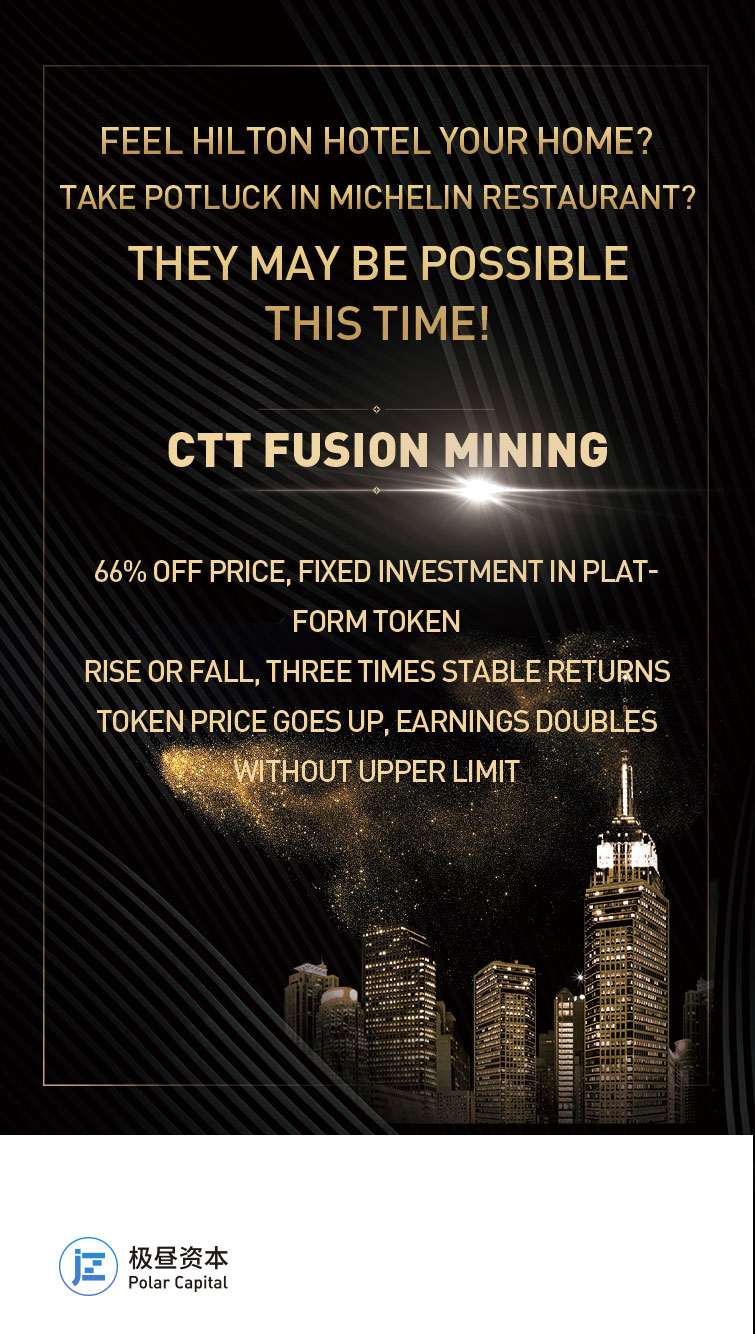 FEEL HILTON HOTEL YOUR HOME?
TAKE POTLUCK IN MICHELIN RESTAURANT?
THEY MAY BE POSSIBLE
THIS TIME!
CTT FUSION MINING
66% OFF PRICE, FIXED INVESTMENT IN PLAT-
FORM TOKEN
RISE OR FALL, THREE TIMES STABLE RETURNS
TOKEN PRICE GOES UP, EARNINGS DOUBLES
WITHOUT UPPER LIMIT
极昼资本
Polar Capital